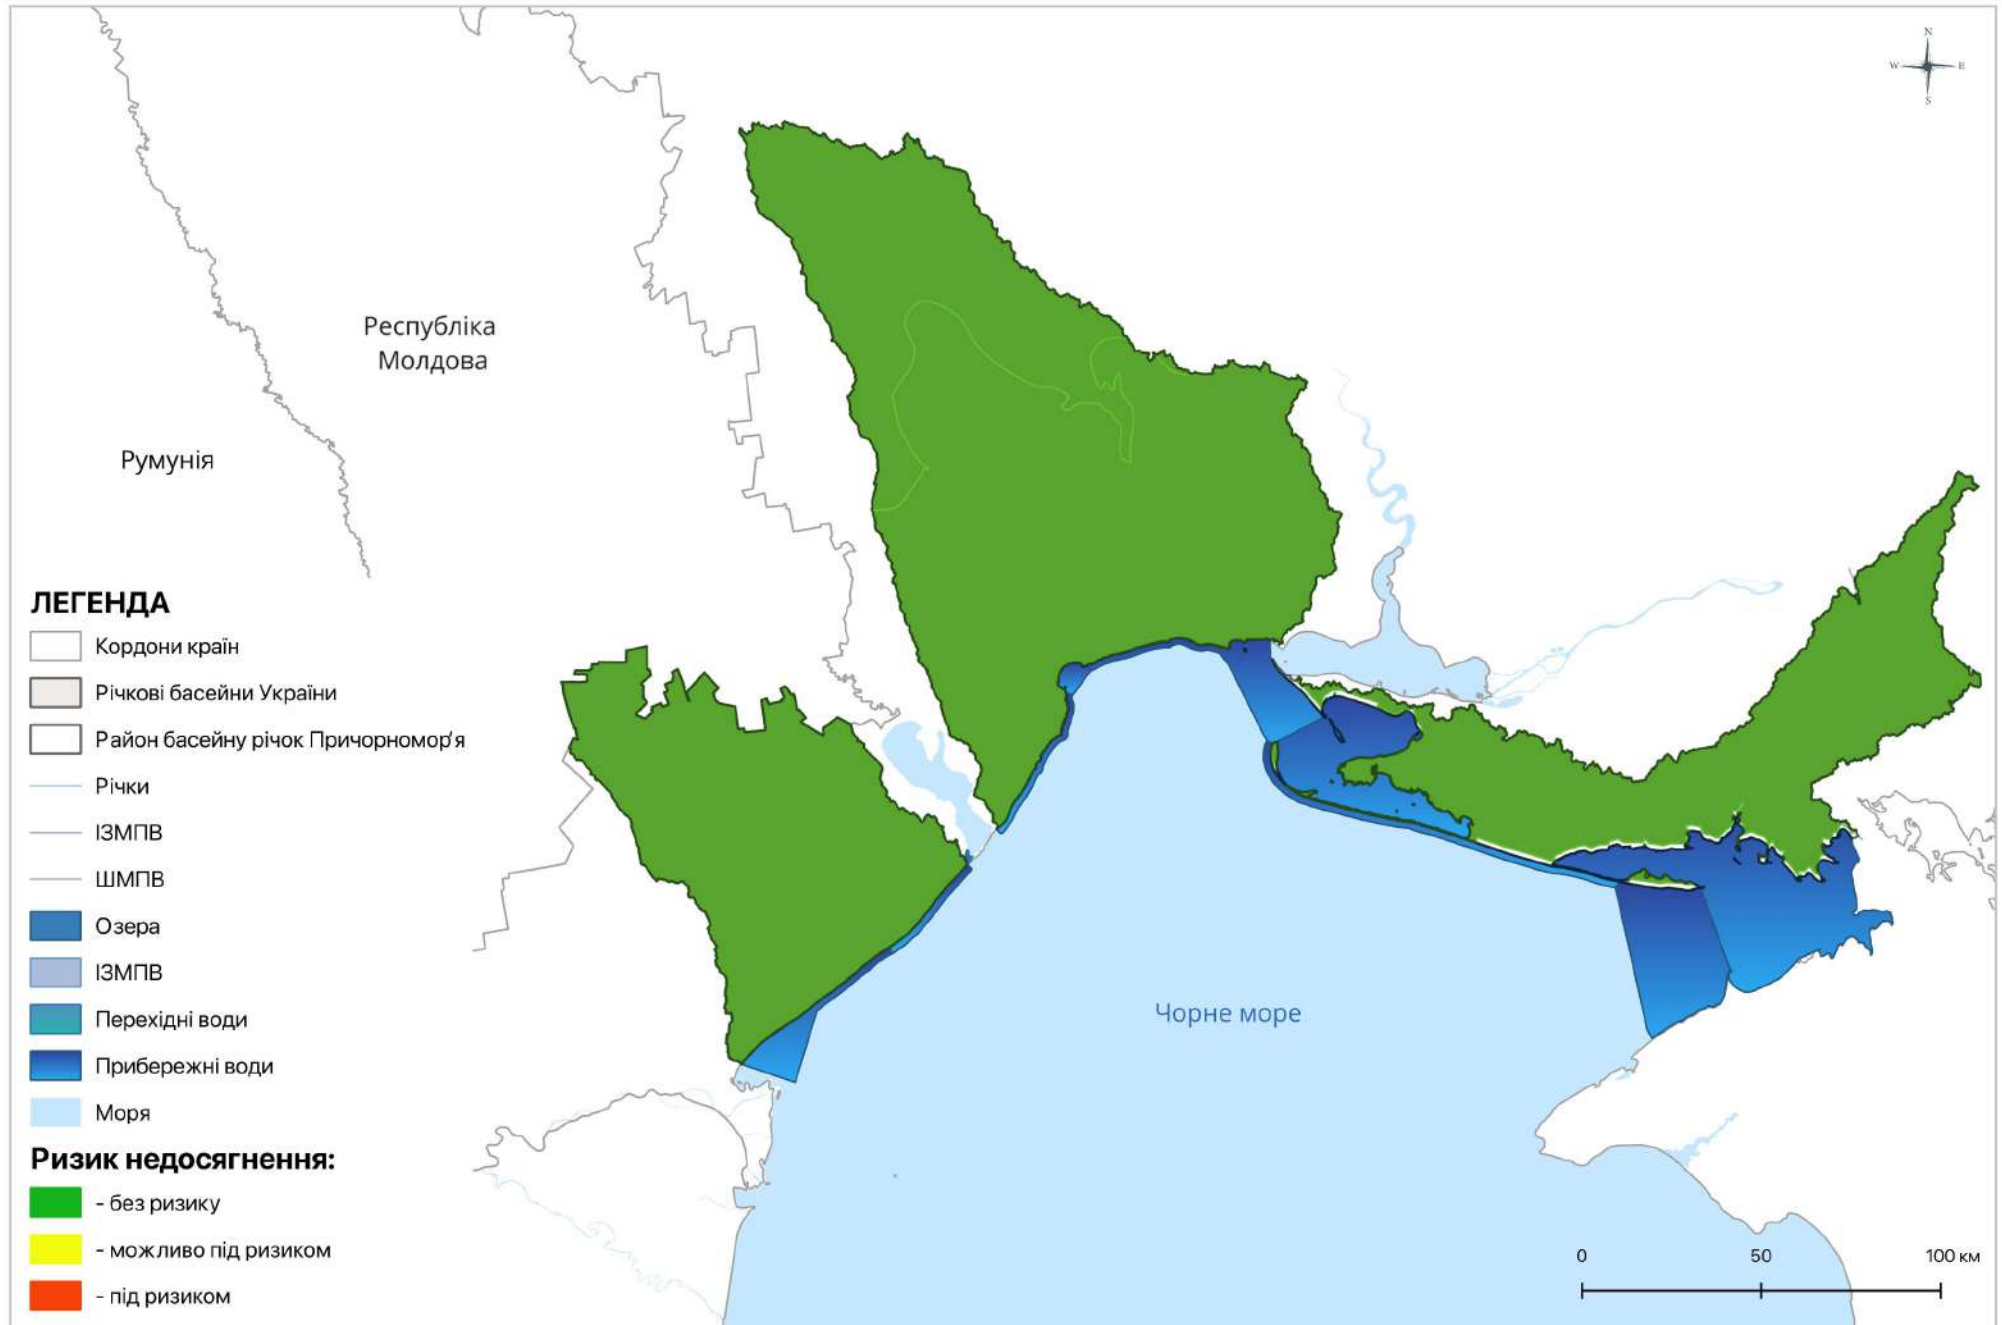 N
W
E
S
Республіка
Молдова
Румунія
ЛЕГЕНДА
Кордони країн
Річкові басейни України
Район басейну річок Причорномор'я
Річки
ІЗМПВ
ШМПВ
Озера
ІЗМПВ
Перехідні води
Прибережні води
Моря
Ризик недосягнення:
- без ризику
- можливо під ризиком
- під ризиком
Чорне море
0 50 100 км